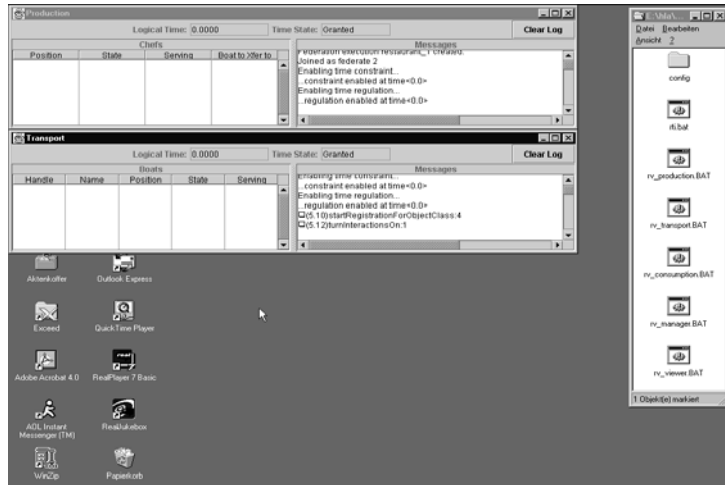 Production
Logical Time: 0.0000 Time State: Granted Clear Log
Chefs Messages
Position State Serving Boat to Xfer to
Federation execution restaurant_1 created.
Joined as federate 2
Enabling time constraint...
...constraint enabled at time<0.0>
Enabling time regulation...
...regulation enabled at time<0.0>
Transport
Logical Time: 0.0000 Time State: Granted Clear Log
Boats Messages
Handle Name Position State Serving
Enabling time constraint...
...constraint enabled at time<0.0>
Enabling time regulation...
...regulation enabled at time<0.0>
(5.10)startRegistrationForObjectClass:4
(5.12)turnInteractionsOn:1
Aktenkoffer Outlook Express
Exceed QuickTime Player
Adobe Acrobat 4.0 RealPlayer 7 Basic
AOL Instant
Messenger (TM) RealJukebox
WinZip Papierkorb
Datei Bearbeiten
Ansicht ?
config
rti.bat
rv_production.BAT
rv_transport.BAT
rv_consumption.BAT
rv_manager.BAT
rv_viewer.BAT
1 Objekt(e) markiert